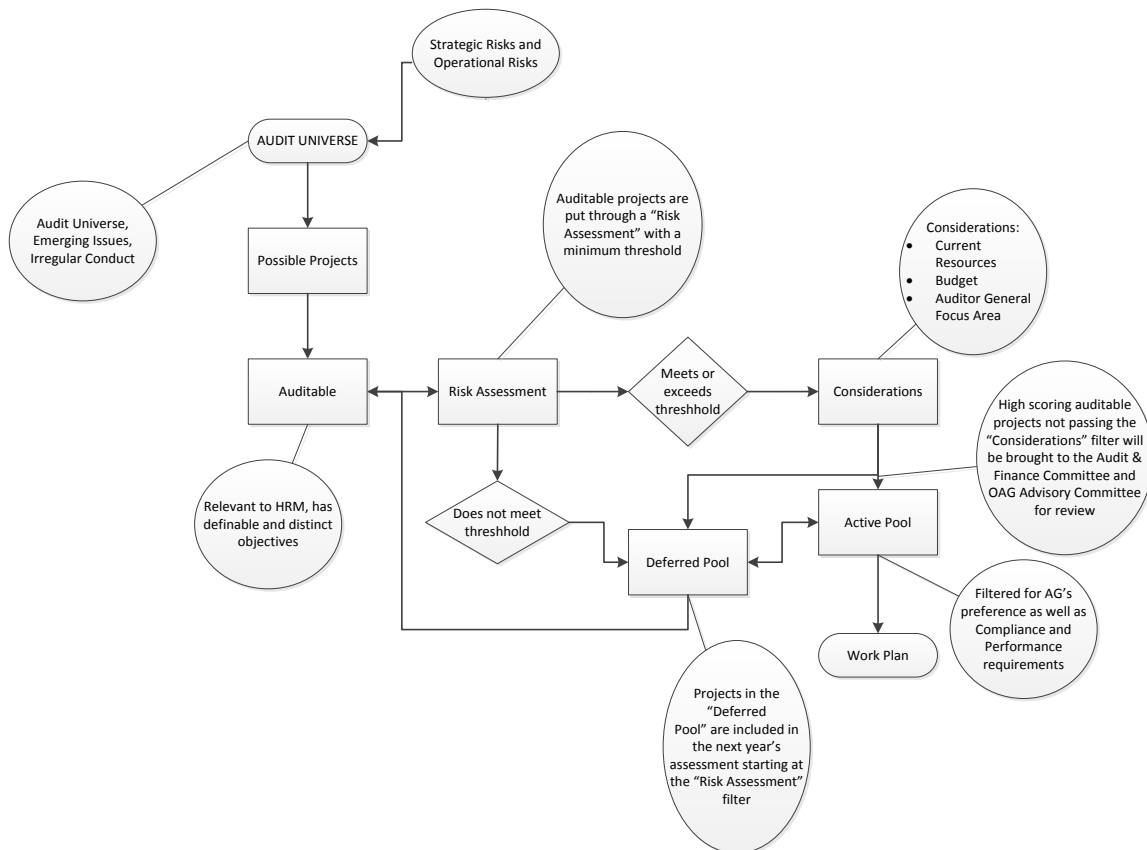 Strategic Risks and
Operational Risks
AUDIT UNIVERSE
Audit Universe,
Emerging Issues,
Irregular Conduct
Possible Projects
Auditable projects are
put through a “Risk
Assessment” with a
minimum threshold
Considerations:
• Current
Resources
• Budget
• Auditor General
Focus Area
Auditable
Risk Assessment
Meets or
exceeds
threshhold
Considerations
High scoring auditable
projects not passing the
“Considerations” filter will
be brought to the Audit &
Finance Committee and
OAG Advisory Committee
for review
Relevant to HRM, has
definable and distinct
objectives
Does not meet
threshhold
Deferred Pool
Active Pool
Filtered for AG’s
preference as well as
Compliance and
Performance
requirements
Work Plan
Projects in the
“Deferred
Pool” are included in
the next year’s
assessment starting at
the “Risk Assessment”
filter